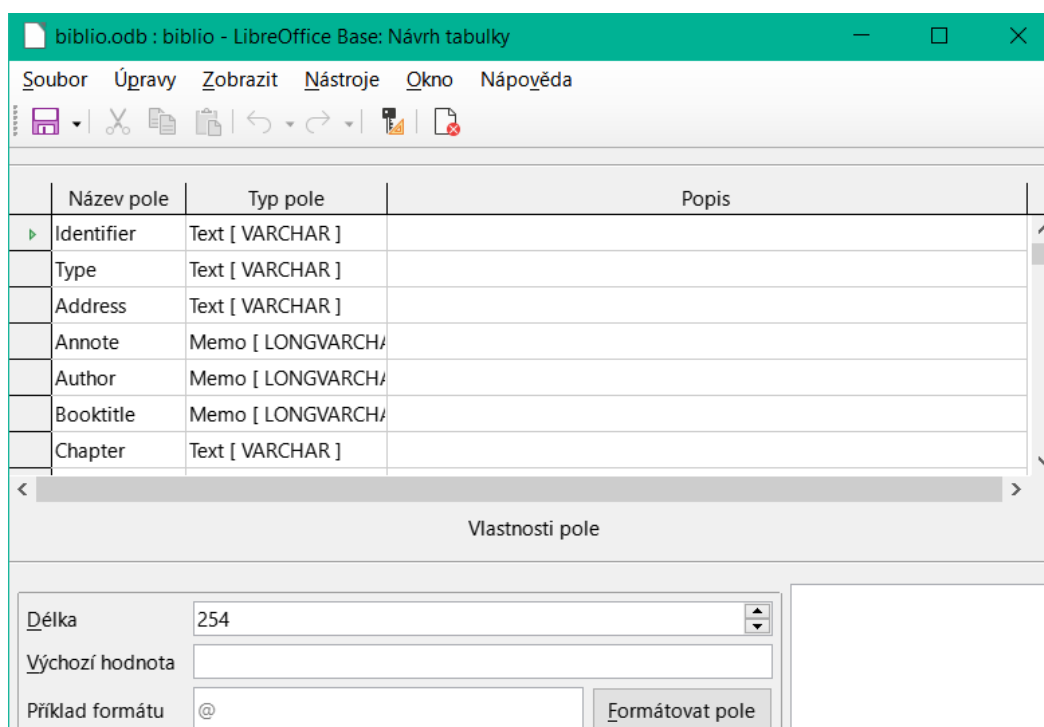 biblio.odb : biblio - LibreOffice Base: Návrh tabulky
Soubor Úpravy Zobrazit Nástroje Okno Nápověda
Název pole Typ pole Popis
Identifier Text [ VARCHAR ]
Type Text [ VARCHAR ]
Address Text [ VARCHAR ]
Annote Memo [ LONGVARCHA
Author Memo [ LONGVARCHA
Booktitle Memo [ LONGVARCHA
Chapter Text [ VARCHAR ]
Vlastnosti pole
Délka 254
Výchozí hodnota
Příklad formátu @ Formátovat pole